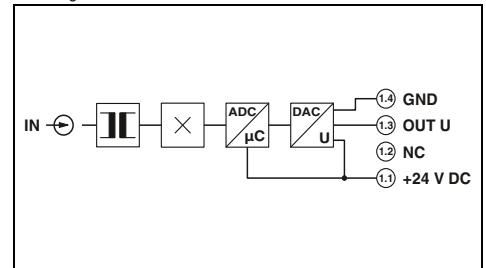 IN
ADC
µC
DAC
U
1.4 GND
1.3 OUT U
1.2 NC
1.1 +24 V DC